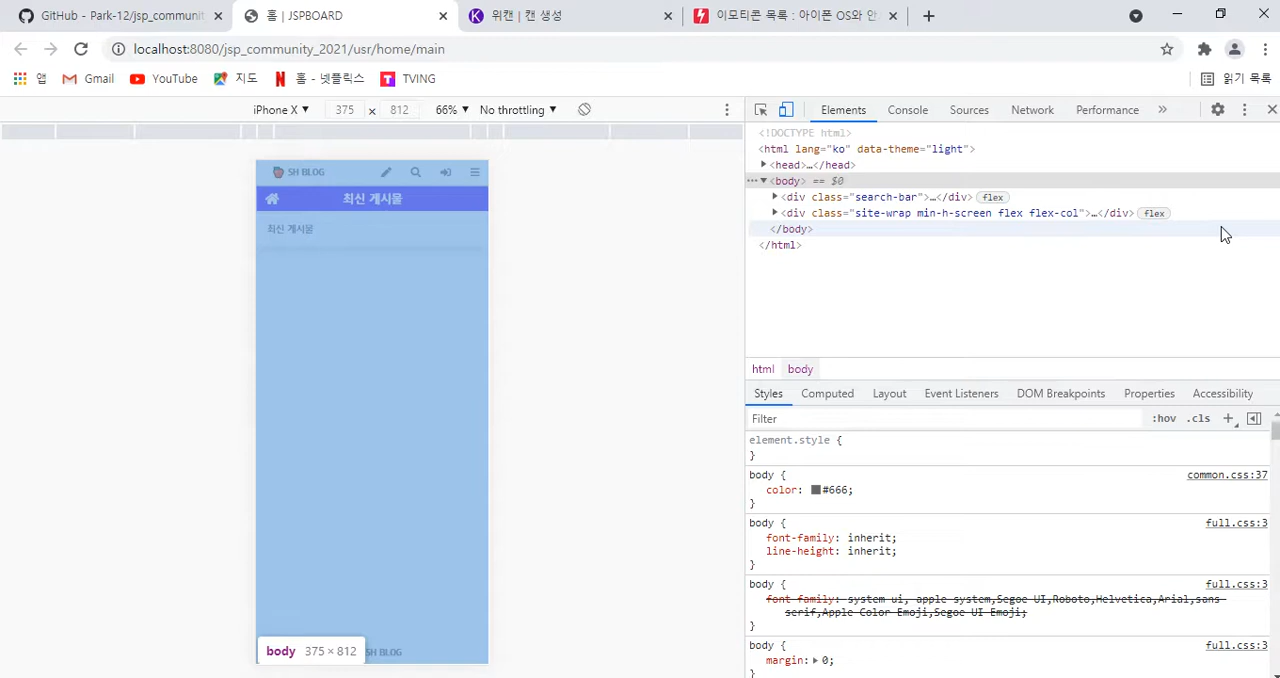 GitHub - Park-12/jsp_communit
홈 | JSPBOARD
위캔 | 캔 생성
이모티콘 목록 : 아이폰 OS와 안
localhost:8080/jsp_community_2021/usr/home/main
앱
Gmail
YouTube
지도
홈 - 넷플릭스
TVING
읽기 목록
iPhone X ▼ 375 x 812 66% ▼ No throttling ▼
Elements Console Sources Network Performance »
<!DOCTYPE html>
<html lang="ko" data-theme="light">
▶<head>…</head>
…▼<body> == $0
▶<div class="search-bar">…</div> flex
▶<div class="site-wrap min-h-screen flex flex-col">…</div> flex
</body>
</html>
SH BLOG
최신 게시물
최신 게시물
SH BLOG
body 375 × 812
html body
Styles Computed Layout Event Listeners DOM Breakpoints Properties Accessibility
Filter :hov .cls +
element.style {
}
body { common.css:37
color: #666;
}
body { full.css:3
font-family: inherit;
line-height: inherit;
}
body { full.css:3
font-family: system-ui,-apple-system,Segoe UI,Roboto,Helvetica,Arial,sans-
serif,Apple Color Emoji,Segoe UI Emoji;
}
body { full.css:3
margin:▶ 0;
}